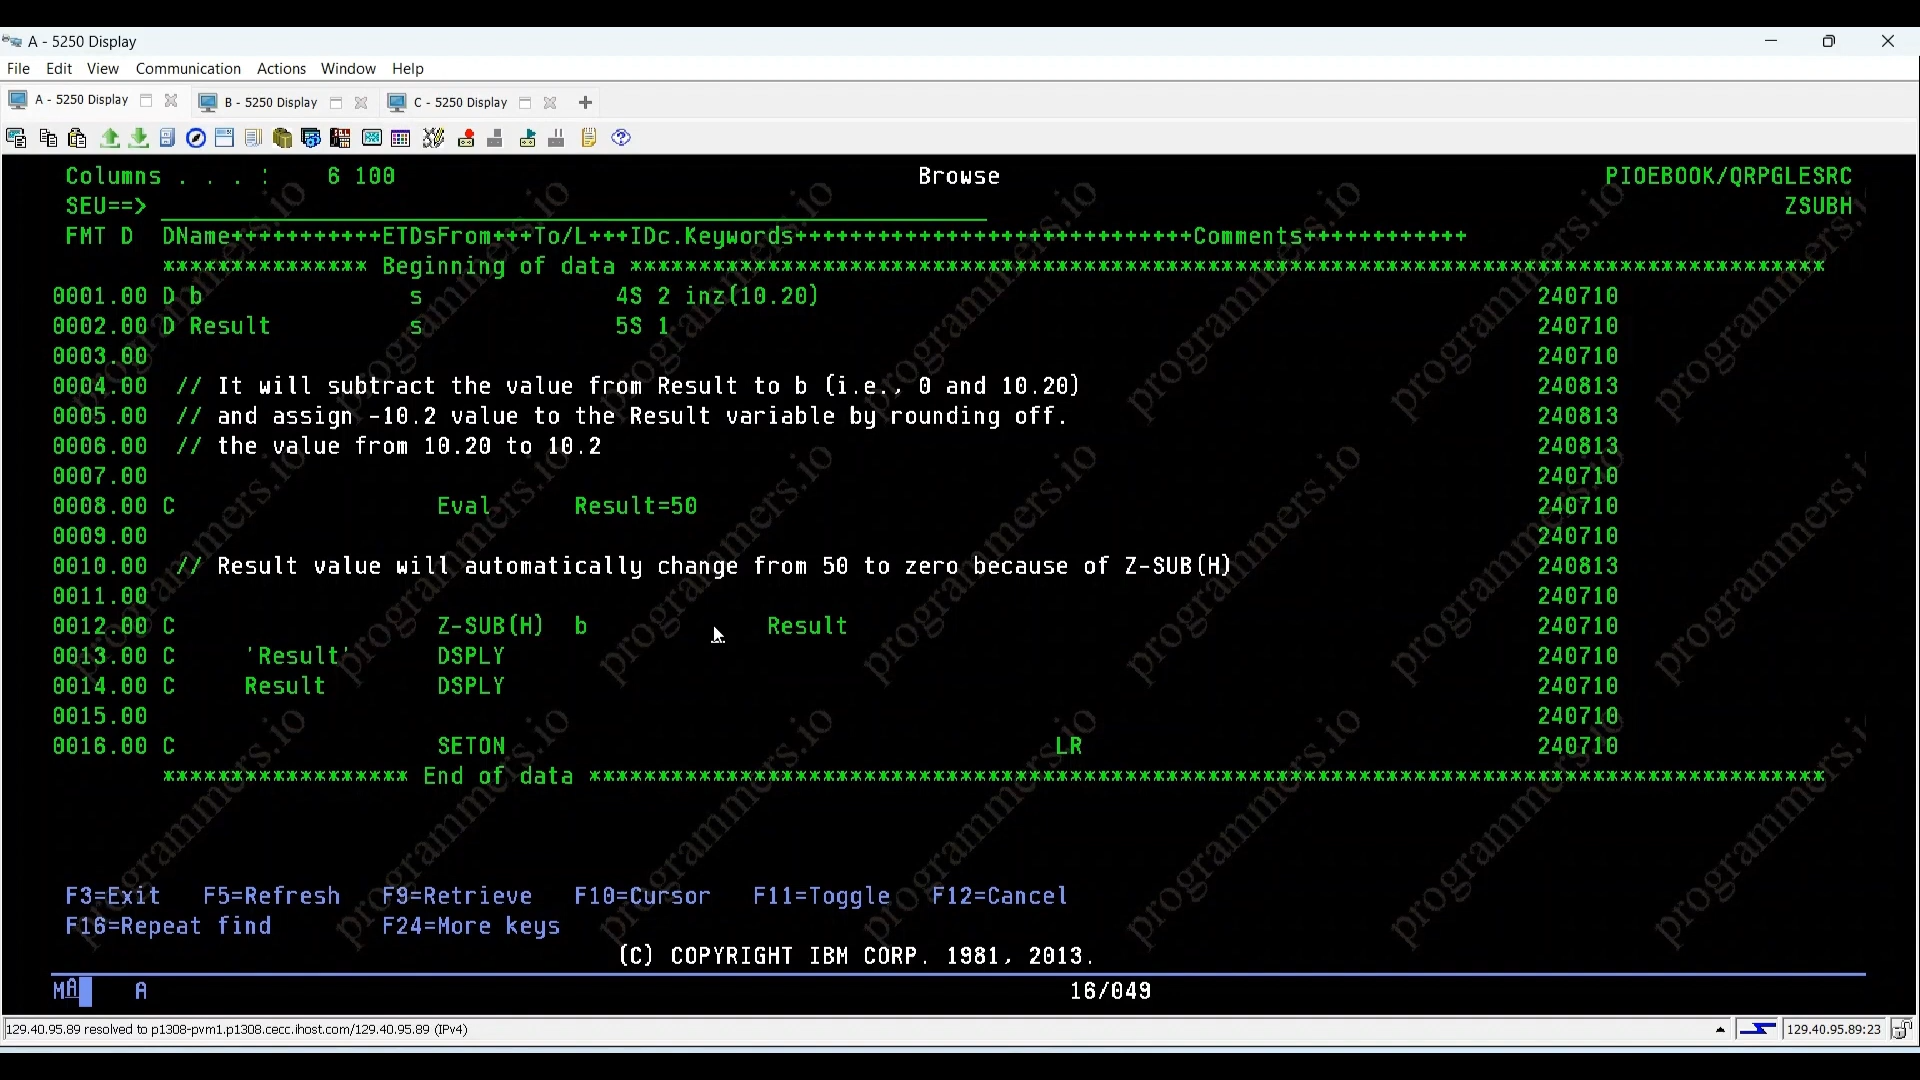 A - 5250 Display
File Edit View Communication Actions Window Help
A - 5250 Display B - 5250 Display C - 5250 Display
Columns . . . : 6 100 Browse PIOEBOOK/QRPGLESRC
SEU==> ZSUBH
FMT D DName+++++++++++ETDsFrom+++To/L+++IDc.Keywords+++++++++++++++++++++++++++++Comments++++++++++++
*************** Beginning of data ***************************************************************************************
0001.00 D b s 4S 2 inz(10.20) 240710
0002.00 D Result s 5S 1 240710
0003.00 240710
0004.00 // It will subtract the value from Result to b (i.e., 0 and 10.20) 240813
0005.00 // and assign -10.2 value to the Result variable by rounding off. 240813
0006.00 // the value from 10.20 to 10.2 240813
0007.00 240710
0008.00 C Eval Result=50 240710
0009.00 240710
0010.00 // Result value will automatically change from 50 to zero because of Z-SUB(H) 240813
0011.00 240710
0012.00 C Z-SUB(H) b Result 240710
0013.00 C 'Result' DSPLY 240710
0014.00 C Result DSPLY 240710
0015.00 240710
0016.00 C SETON LR 240710
****************** End of data ******************************************************************************************
F3=Exit F5=Refresh F9=Retrieve F10=Cursor F11=Toggle F12=Cancel
F16=Repeat find F24=More keys
(C) COPYRIGHT IBM CORP. 1981, 2013.
MA A 16/049
129.40.95.89 resolved to p1308-pvm1.p1308.cecc.ihost.com/129.40.95.89 (IPv4) 129.40.95.89:23
programmers.io